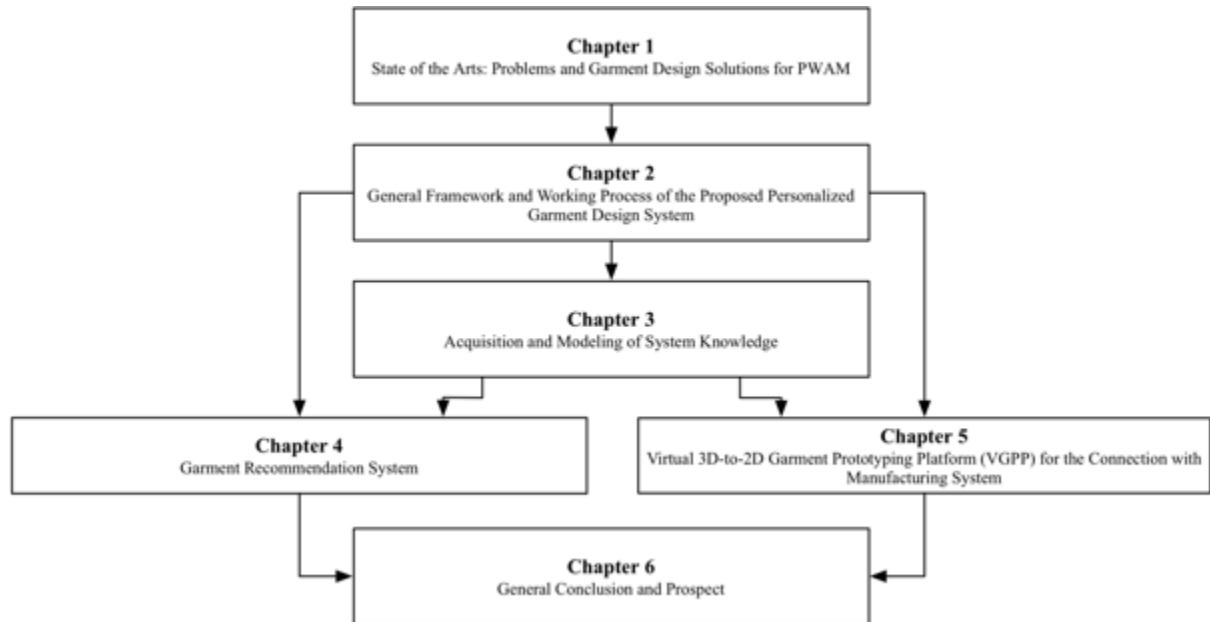 Chapter 1
State of the Arts: Problems and Garment Design Solutions for PWAM
Chapter 2
General Framework and Working Process of the Proposed Personalized
Garment Design System
Chapter 3
Acquisition and Modeling of System Knowledge
Chapter 4
Garment Recommendation System
Chapter 5
Virtual 3D-to-2D Garment Prototyping Platform (VGPP) for the Connection with
Manufacturing System
Chapter 6
General Conclusion and Prospect